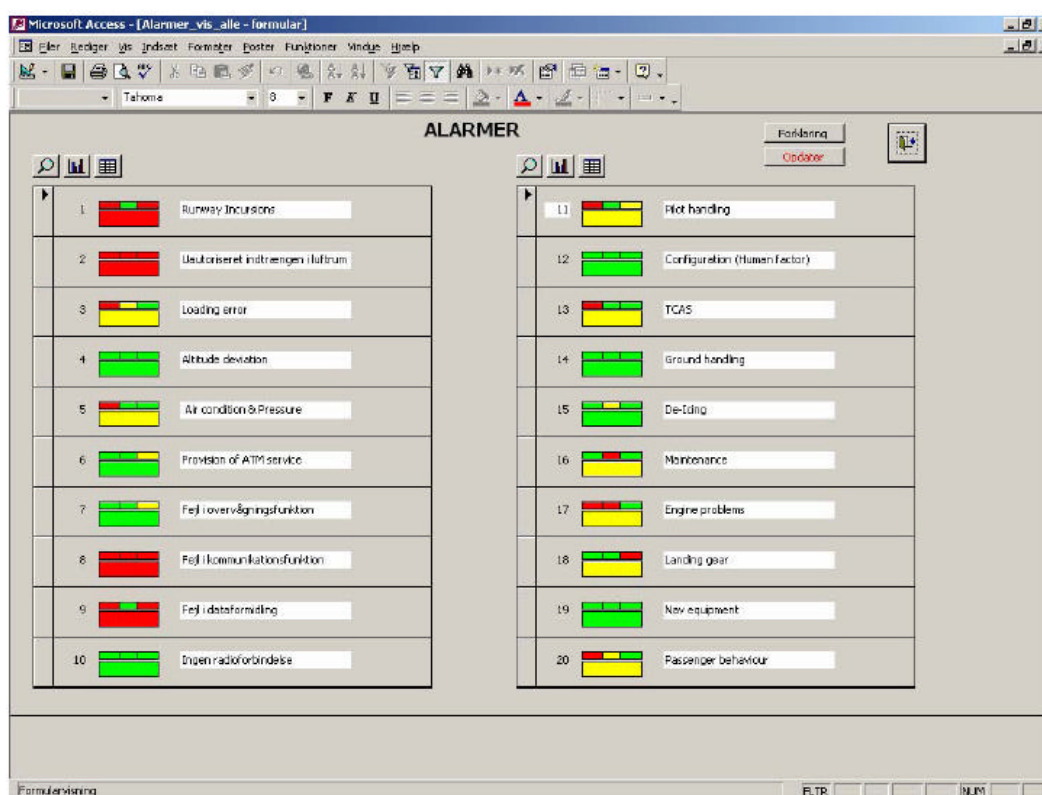 Microsoft Access - [Alarmer_vis_alle - formular]
Filer Rediger Vis Indsæt Formater Poster Funktioner Vindue Hjælp
Tahoma 8 F K U
ALARMER
Forklaring
Opdater
1 Runway Incursions
2 Uautoriseret indtrængen i luftrum
3 Loading error
4 Altitude deviation
5 Air condition & Pressure
6 Provision of ATM service
7 Fejl i overvågningsfunktion
8 Fejl i kommunikationsfunktion
9 Fejl i dataformidling
10 Ingen radioforbindelse
11 Pilot handling
12 Configuration (Human factor)
13 TCAS
14 Ground handling
15 De-Icing
16 Maintenance
17 Engine problems
18 Landing gear
19 Nav equipment
20 Passenger behaviour
Formularvisning FLTR NUM